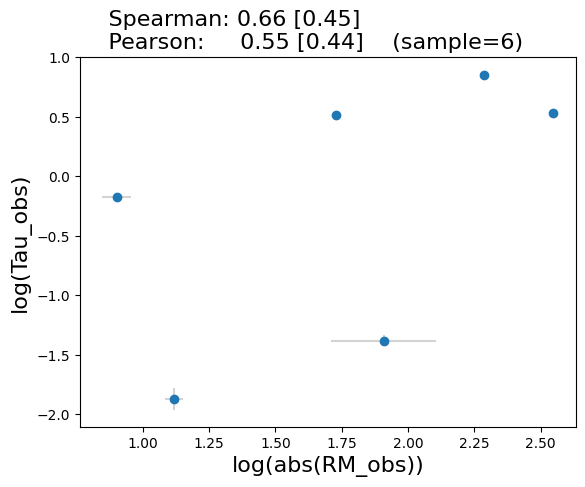 Spearman: 0.66 [0.45]
Pearson: 0.55 [0.44] (sample=6)
1.0
0.5
0.0
−0.5
−1.0
−1.5
−2.0
log(Tau_obs)
1.00 1.25 1.50 1.75 2.00 2.25 2.50
log(abs(RM_obs))